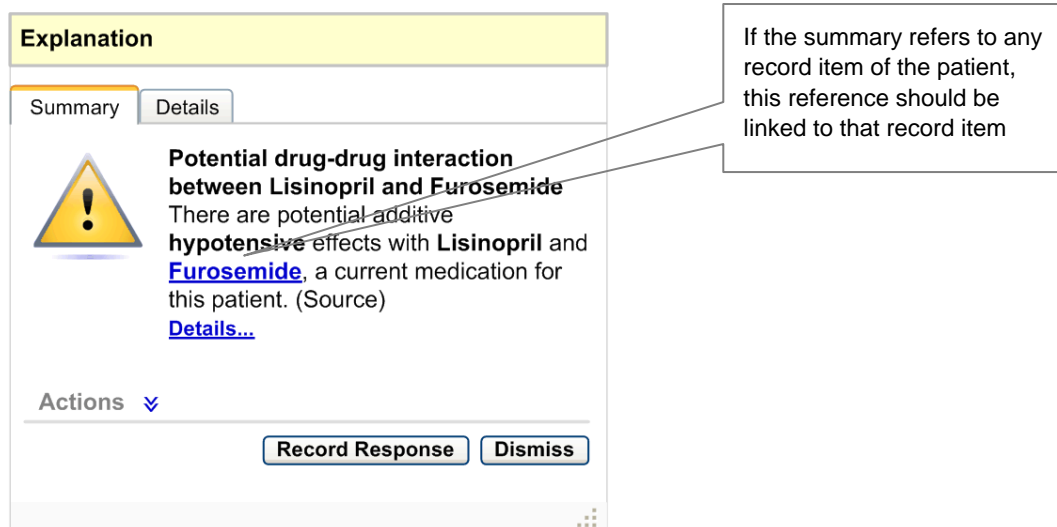 Explanation
Summary
Details
Potential drug-drug interaction
between Lisinopril and Furosemide
There are potential additive
hypotensive effects with Lisinopril and
Furosemide, a current medication for
this patient. (Source)
Details...
Actions
Record Response
Dismiss
If the summary refers to any
record item of the patient,
this reference should be
linked to that record item